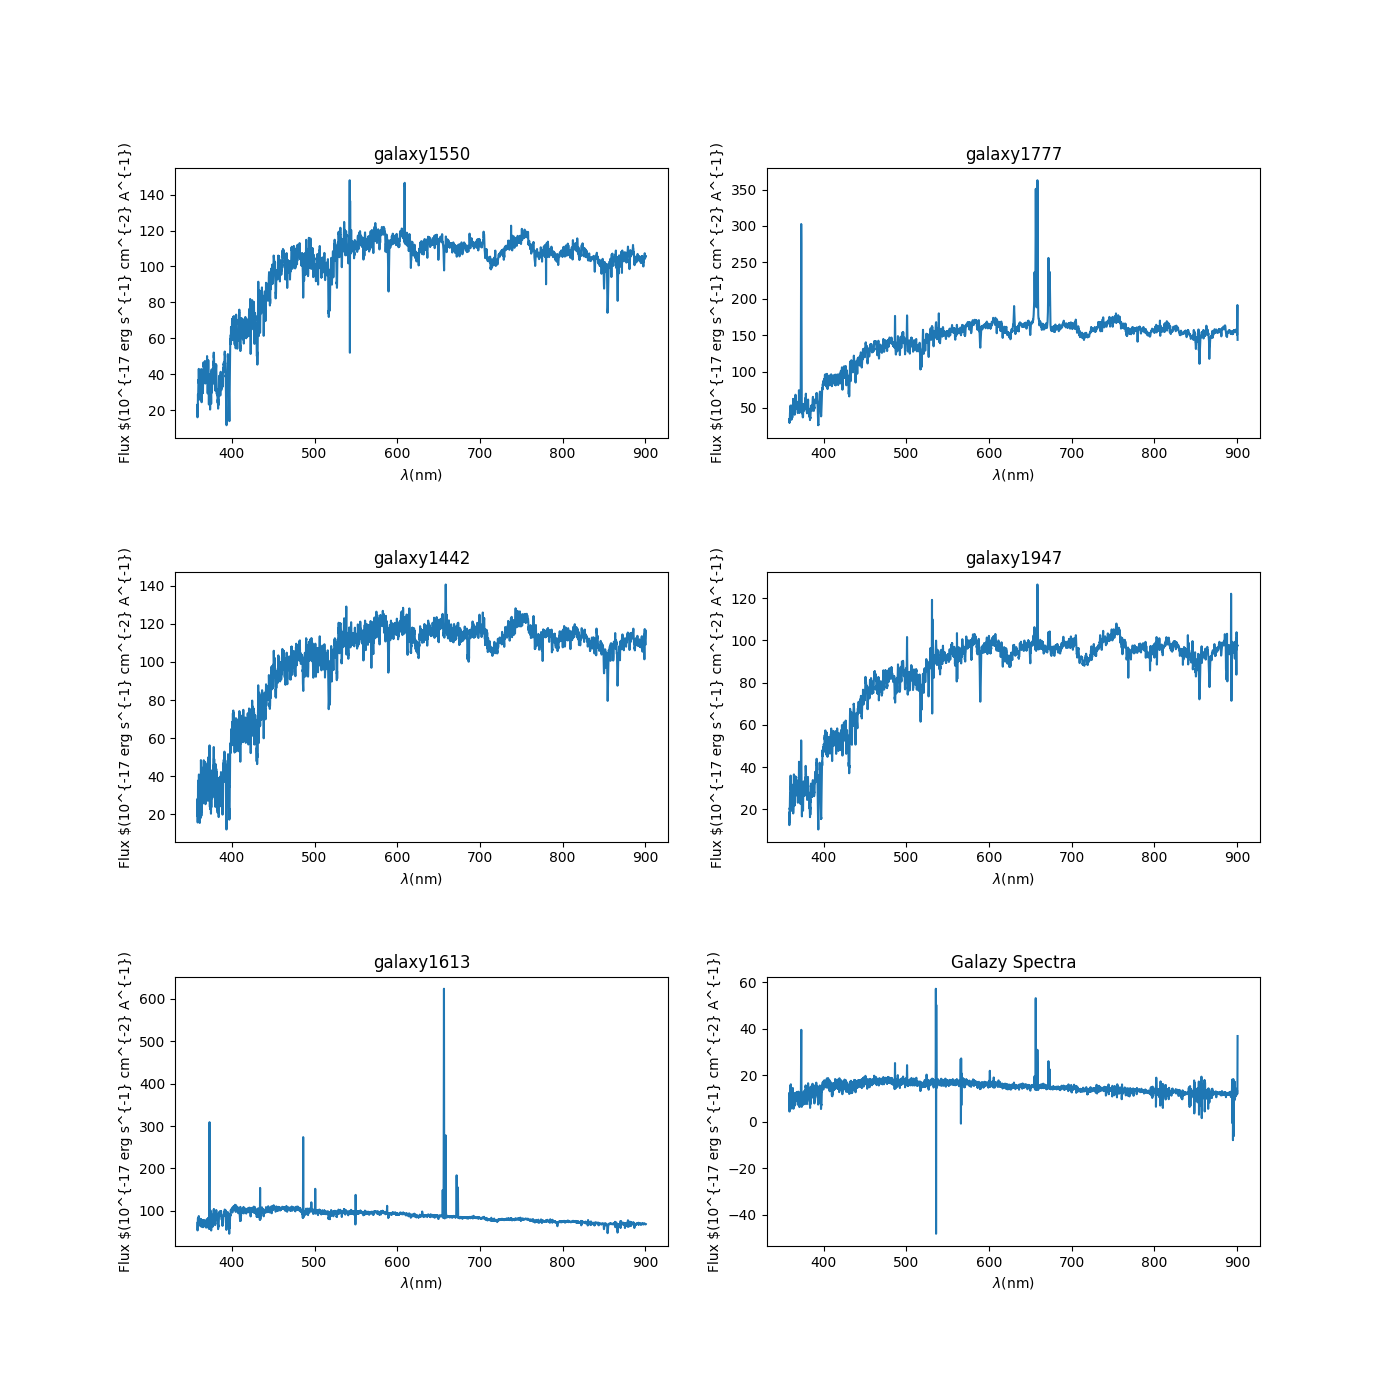 galaxy1550
Flux $(10^{-17 erg s^{-1} cm^{-2} A^{-1})
140
120
100
80
60
40
20
400 500 600 700 800 900
λ(nm)
galaxy1777
Flux $(10^{-17 erg s^{-1} cm^{-2} A^{-1})
350
300
250
200
150
100
50
400 500 600 700 800 900
λ(nm)
galaxy1442
Flux $(10^{-17 erg s^{-1} cm^{-2} A^{-1})
140
120
100
80
60
40
20
400 500 600 700 800 900
λ(nm)
galaxy1947
Flux $(10^{-17 erg s^{-1} cm^{-2} A^{-1})
120
100
80
60
40
20
400 500 600 700 800 900
λ(nm)
galaxy1613
Flux $(10^{-17 erg s^{-1} cm^{-2} A^{-1})
600
500
400
300
200
100
400 500 600 700 800 900
λ(nm)
Galazy Spectra
Flux $(10^{-17 erg s^{-1} cm^{-2} A^{-1})
60
40
20
0
−20
−40
400 500 600 700 800 900
λ(nm)